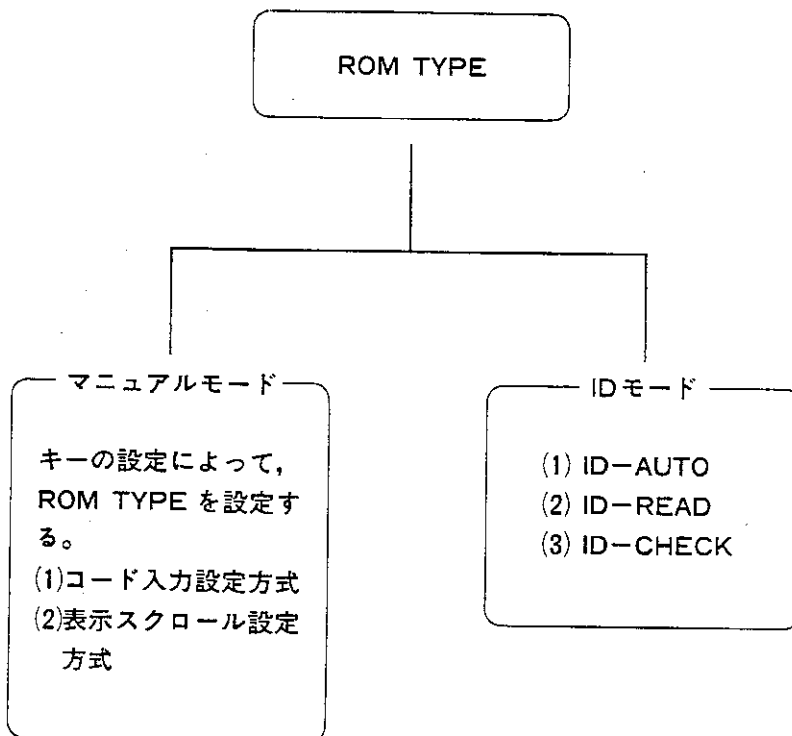 ROM TYPE
マニュアルモード
キーの設定によって,
ROM TYPE を設定す
る。
(1)コード入力設定方式
(2)表示スクロール設定
方式
IDモード
(1) ID-AUTO
(2) ID-READ
(3) ID-CHECK